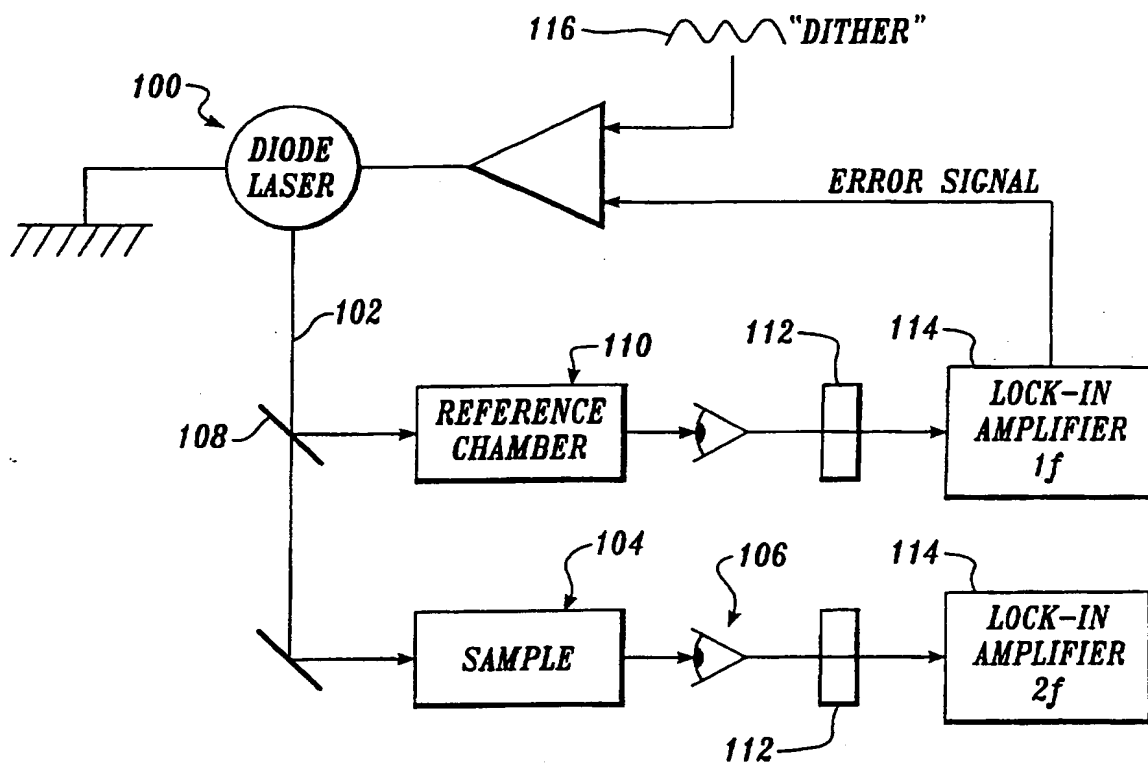 116
"DITHER"
100
DIODE
LASER
ERROR SIGNAL
102
110
112
114
108
REFERENCE
CHAMBER
LOCK-IN
AMPLIFIER
1f
104
106
114
SAMPLE
LOCK-IN
AMPLIFIER
2f
112